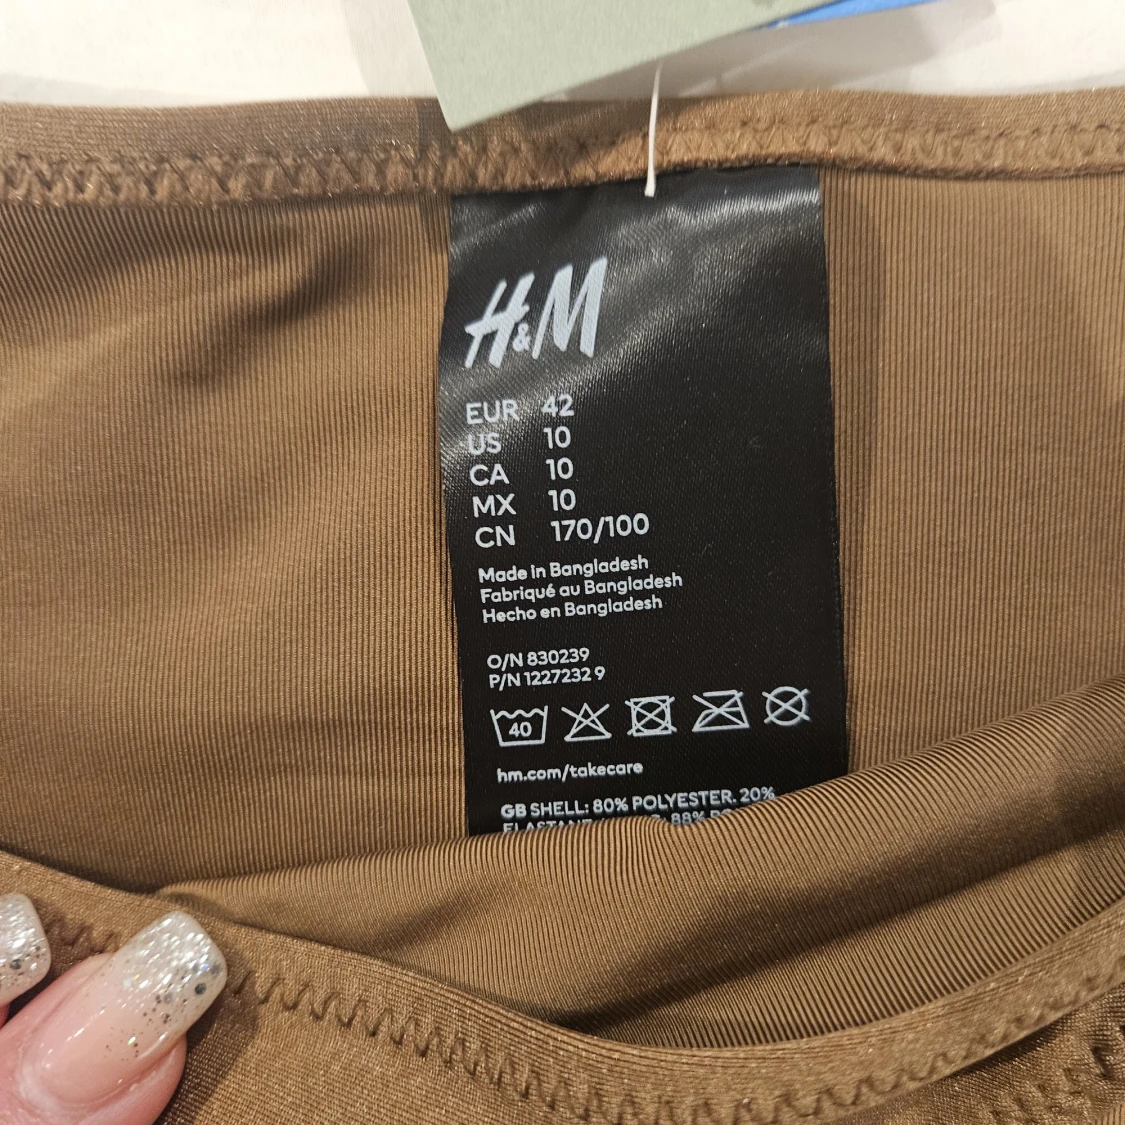 H&M
EUR 42
US 10
CA 10
MX 10
CN 170/100
Made in Bangladesh
Fabriqué au Bangladesh
Hecho en Bangladesh
O/N 830239
P/N 1227232 9
40
hm.com/takecare
GB SHELL: 80% POLYESTER. 20%
88%